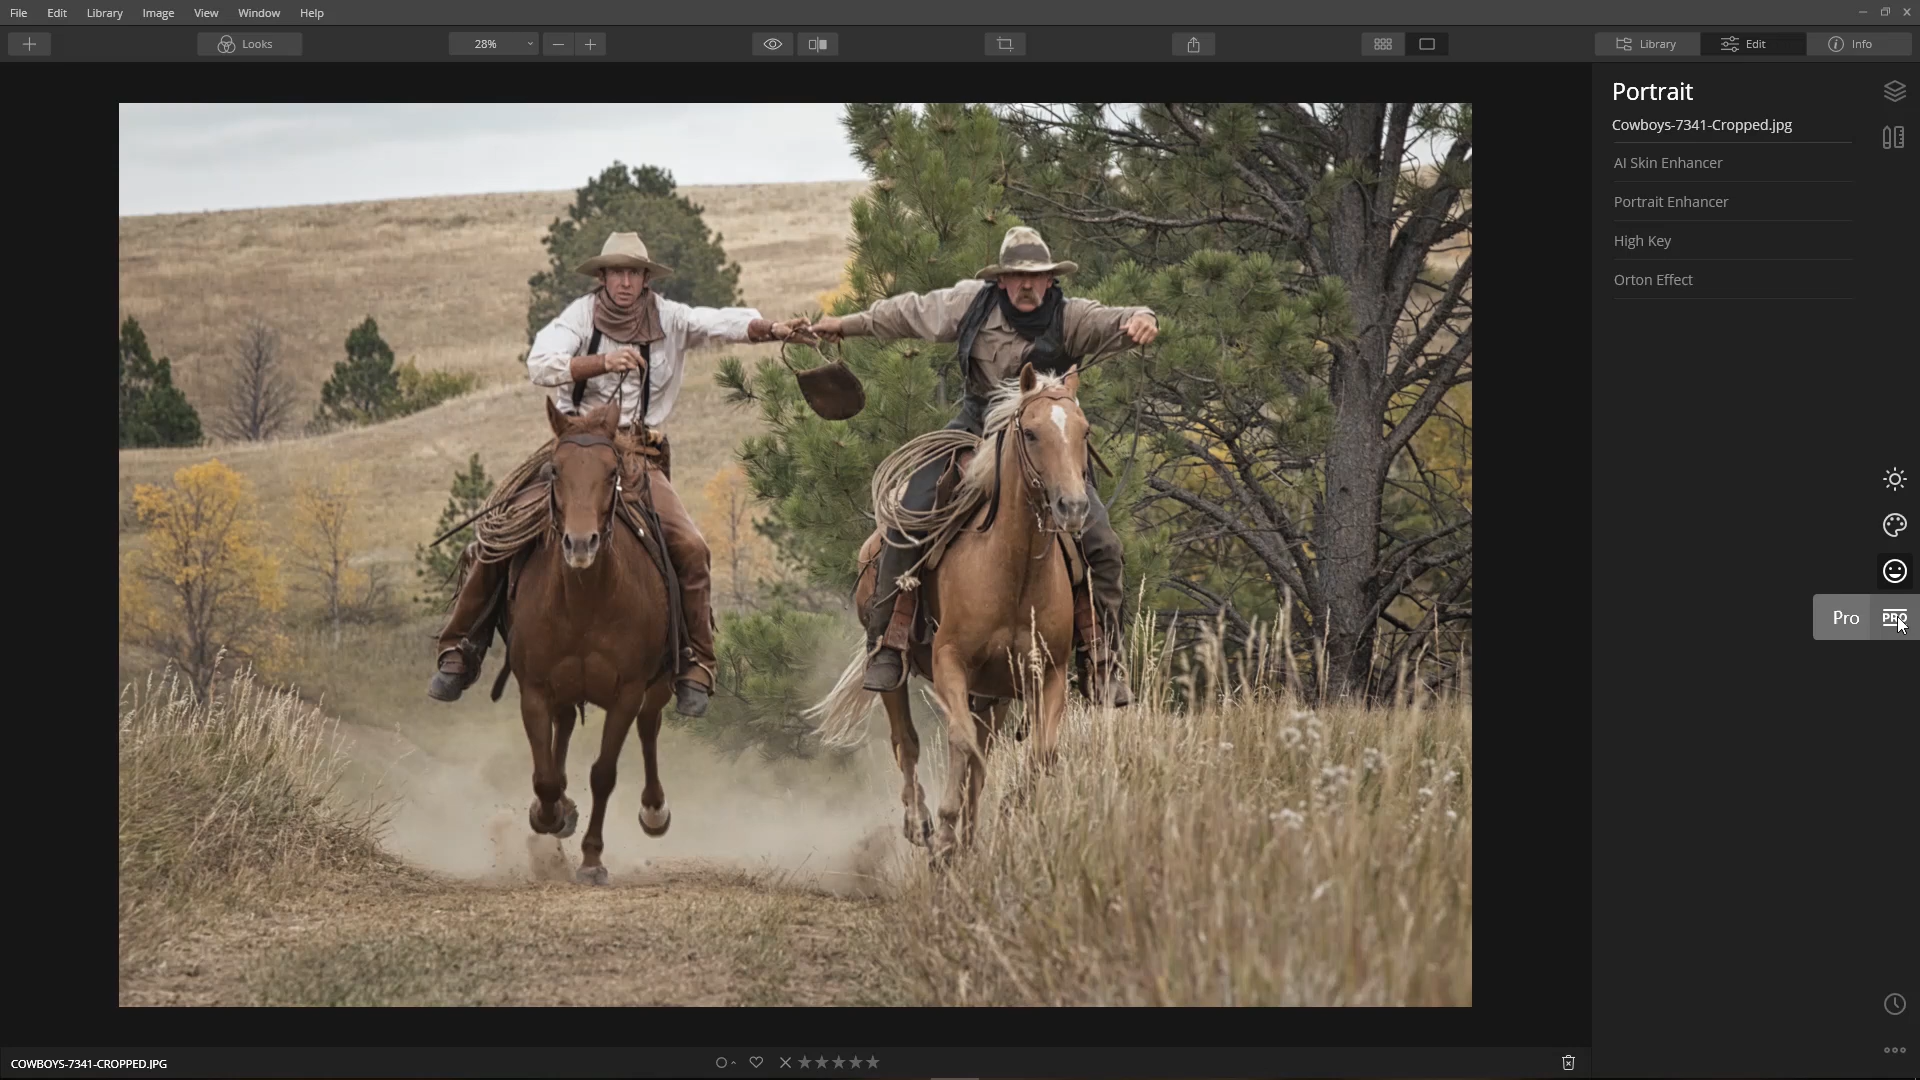 File Edit Library Image View Window Help
Looks 28% Library Edit Info
Portrait
Cowboys-7341-Cropped.jpg
AI Skin Enhancer
Portrait Enhancer
High Key
Orton Effect
Pro PRO
COWBOYS-7341-CROPPED.JPG